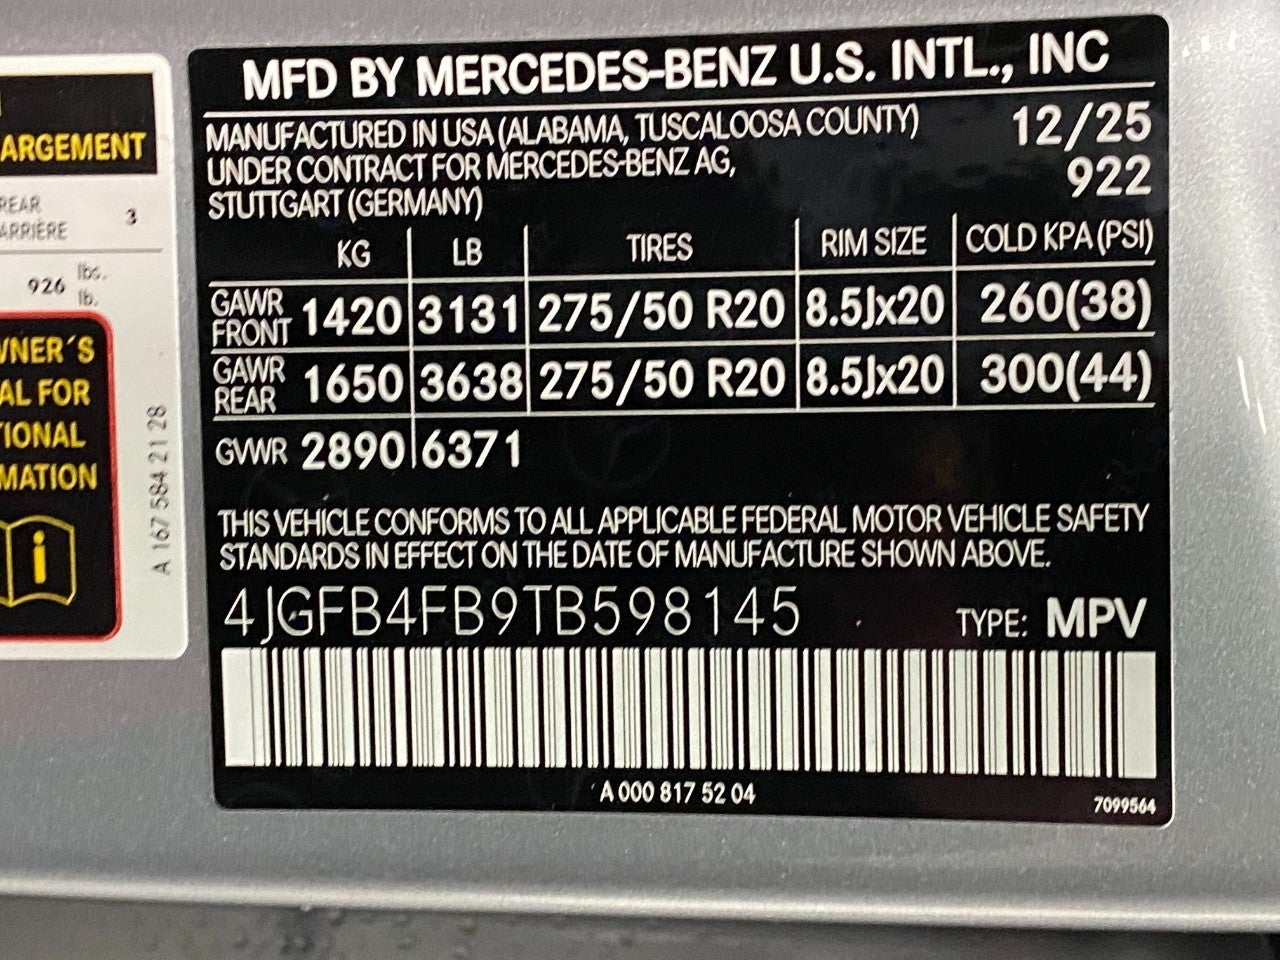 MFD BY MERCEDES-BENZ U.S. INTL., INC
MANUFACTURED IN USA (ALABAMA, TUSCALOOSA COUNTY) 12/25
UNDER CONTRACT FOR MERCEDES-BENZ AG, 922
STUTTGART (GERMANY)
KG LB TIRES RIM SIZE COLD KPA (PSI)
GAWR FRONT 1420 3131 275/50 R20 8.5Jx20 260(38)
GAWR REAR 1650 3638 275/50 R20 8.5Jx20 300(44)
GVWR 2890 6371
THIS VEHICLE CONFORMS TO ALL APPLICABLE FEDERAL MOTOR VEHICLE SAFETY
STANDARDS IN EFFECT ON THE DATE OF MANUFACTURE SHOWN ABOVE.
4JGFB4FB9TB598145 TYPE: MPV
A 000 817 52 04
7099564
ARGEMENT
REAR 3
ARRIÈRE
926 lbs.
lb.
WNER´S
AL FOR
TIONAL
MATION
i
A 167 584 21 28